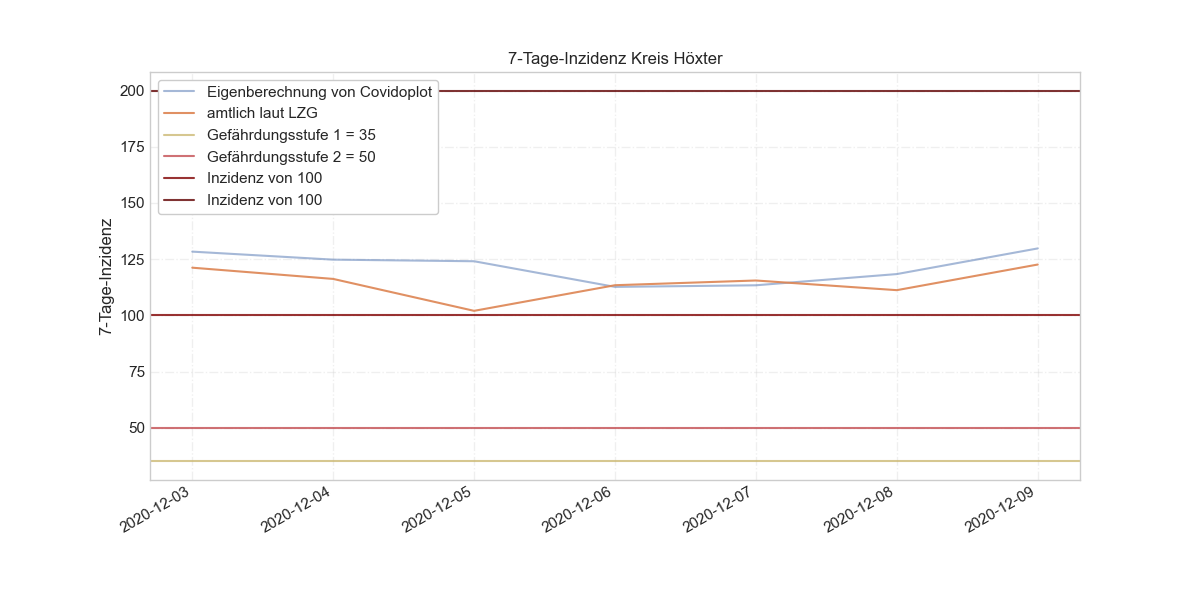 7-Tage-Inzidenz Kreis Höxter
Eigenberechnung von Covidoplot
amtlich laut LZG
Gefährdungsstufe 1 = 35
Gefährdungsstufe 2 = 50
Inzidenz von 100
Inzidenz von 100
7-Tage-Inzidenz
200
175
150
125
100
75
50
2020-12-03
2020-12-04
2020-12-05
2020-12-06
2020-12-07
2020-12-08
2020-12-09